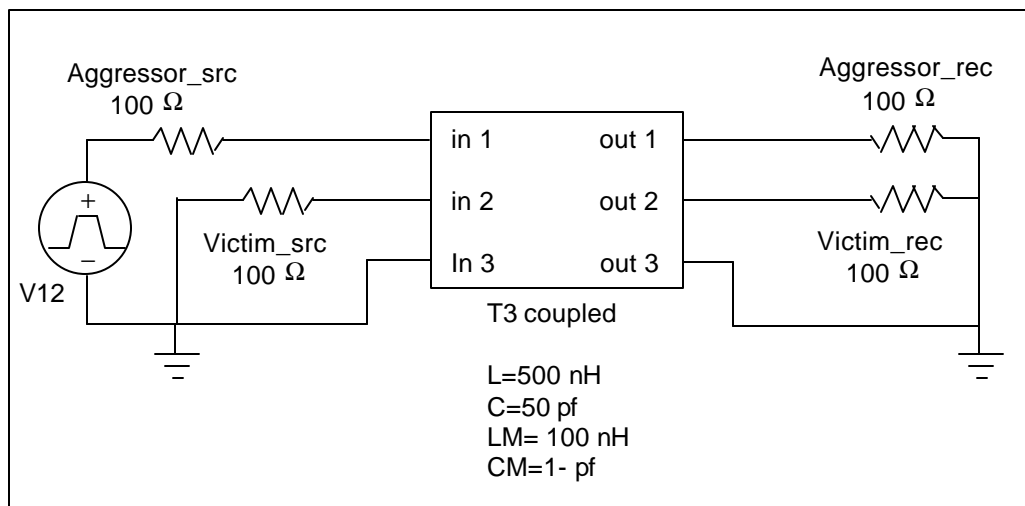 Aggressor_src
100 Ω
Aggressor_rec
100 Ω
in 1
out 1
in 2
out 2
In 3
out 3
+
−
V12
Victim_src
100 Ω
Victim_rec
100 Ω
T3 coupled
L=500 nH
C=50 pf
LM= 100 nH
CM=1- pf